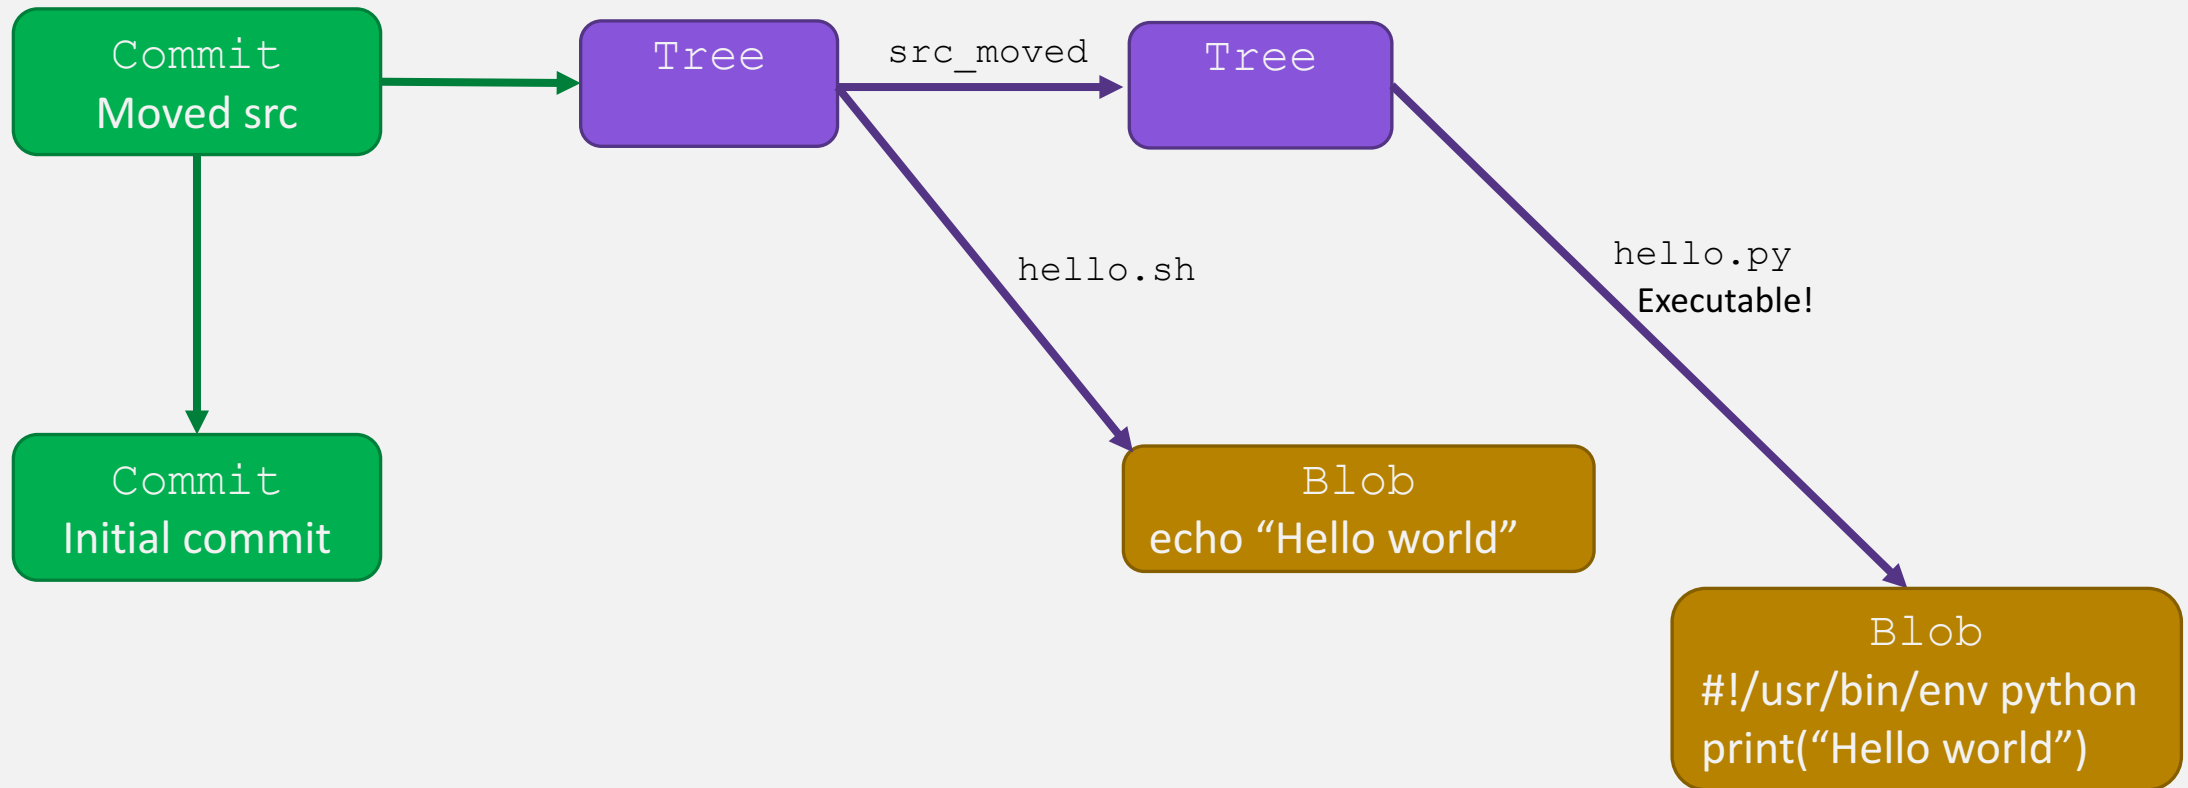 Commit
Moved src
Tree
src_moved
Tree
hello.sh
hello.py
Executable!
Commit
Initial commit
Blob
echo “Hello world”
Blob
#!/usr/bin/env python
print(“Hello world”)